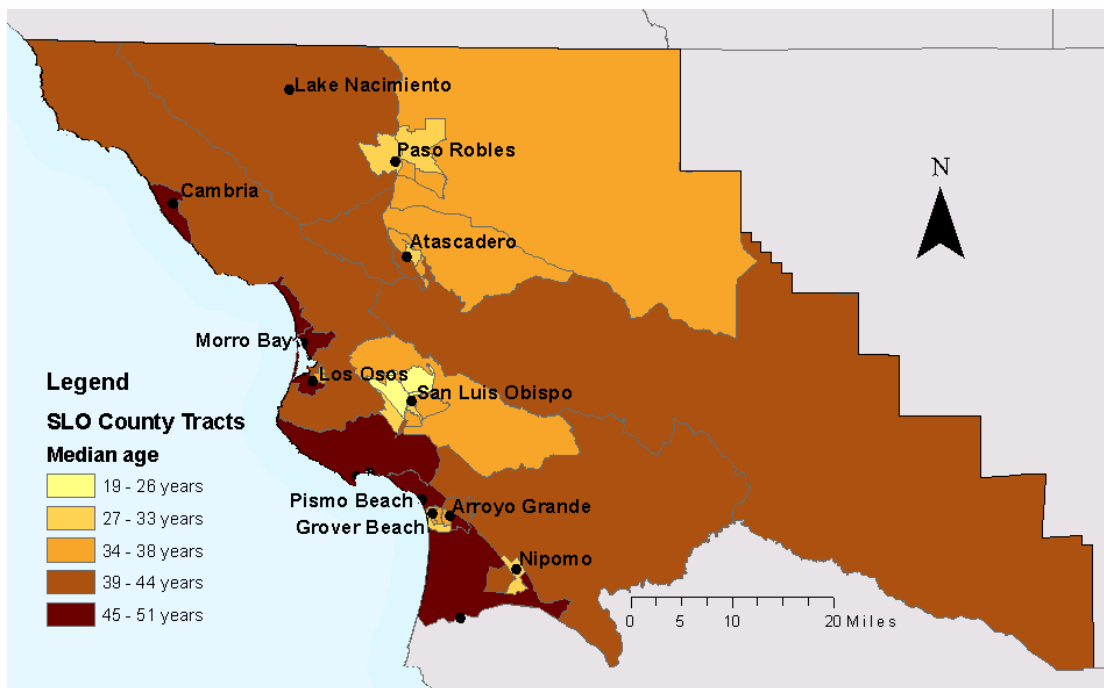 Lake Nacimiento
Paso Robles
N
Cambria
Atascadero
Morro Bay
Los Osos
San Luis Obispo
Legend
SLO County Tracts
Median age
19 - 26 years
27 - 33 years
34 - 38 years
39 - 44 years
45 - 51 years
Pismo Beach
Arroyo Grande
Grover Beach
Nipomo
0 5 10 20 Miles